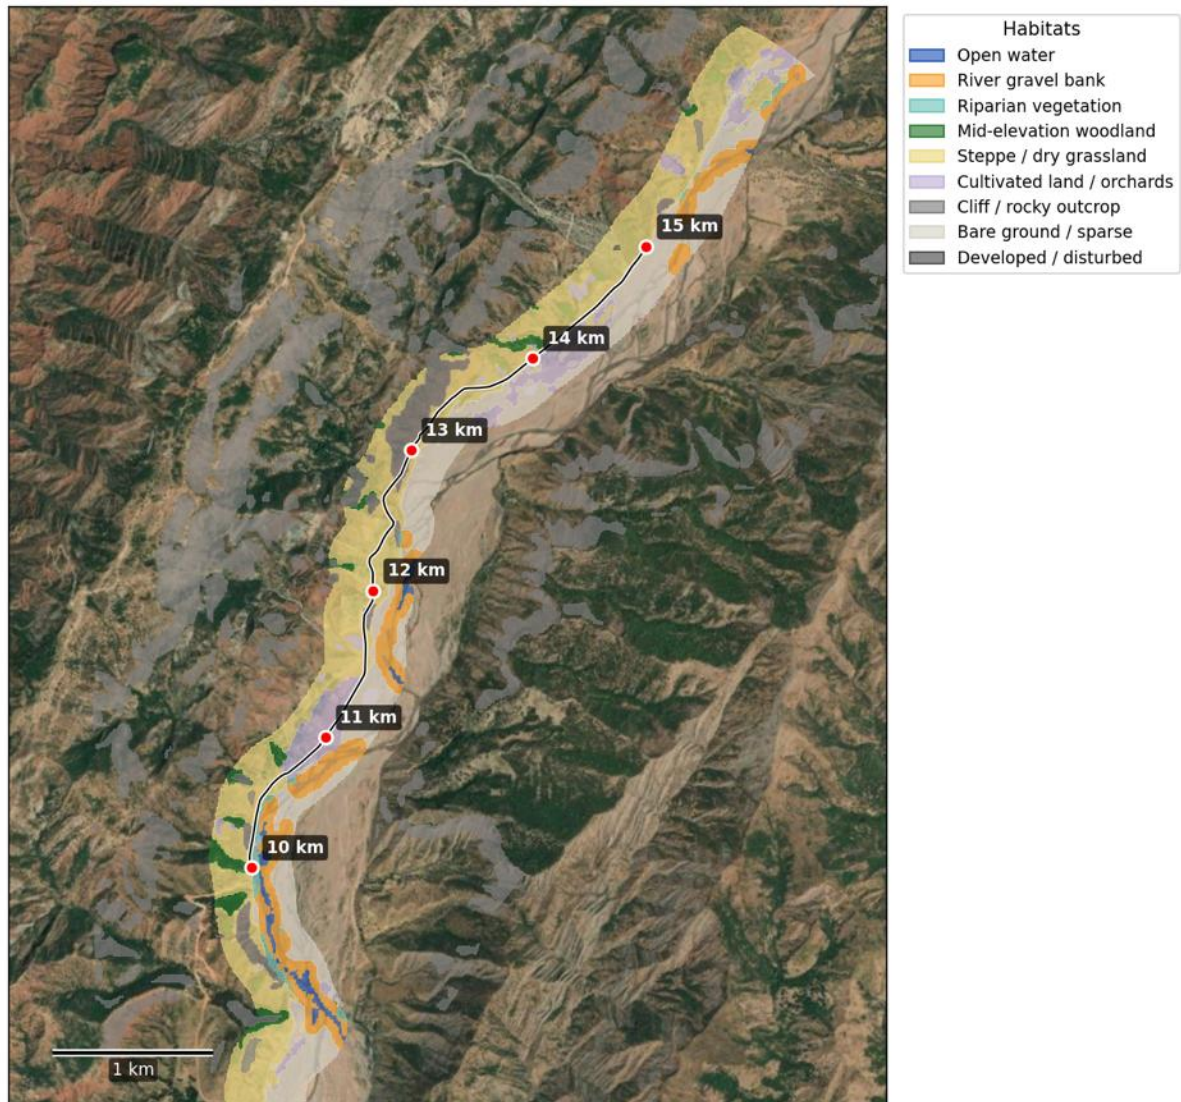 Habitats
Open water
River gravel bank
Riparian vegetation
Mid-elevation woodland
Steppe / dry grassland
Cultivated land / orchards
Cliff / rocky outcrop
Bare ground / sparse
Developed / disturbed
15 km
14 km
13 km
12 km
11 km
10 km
1 km